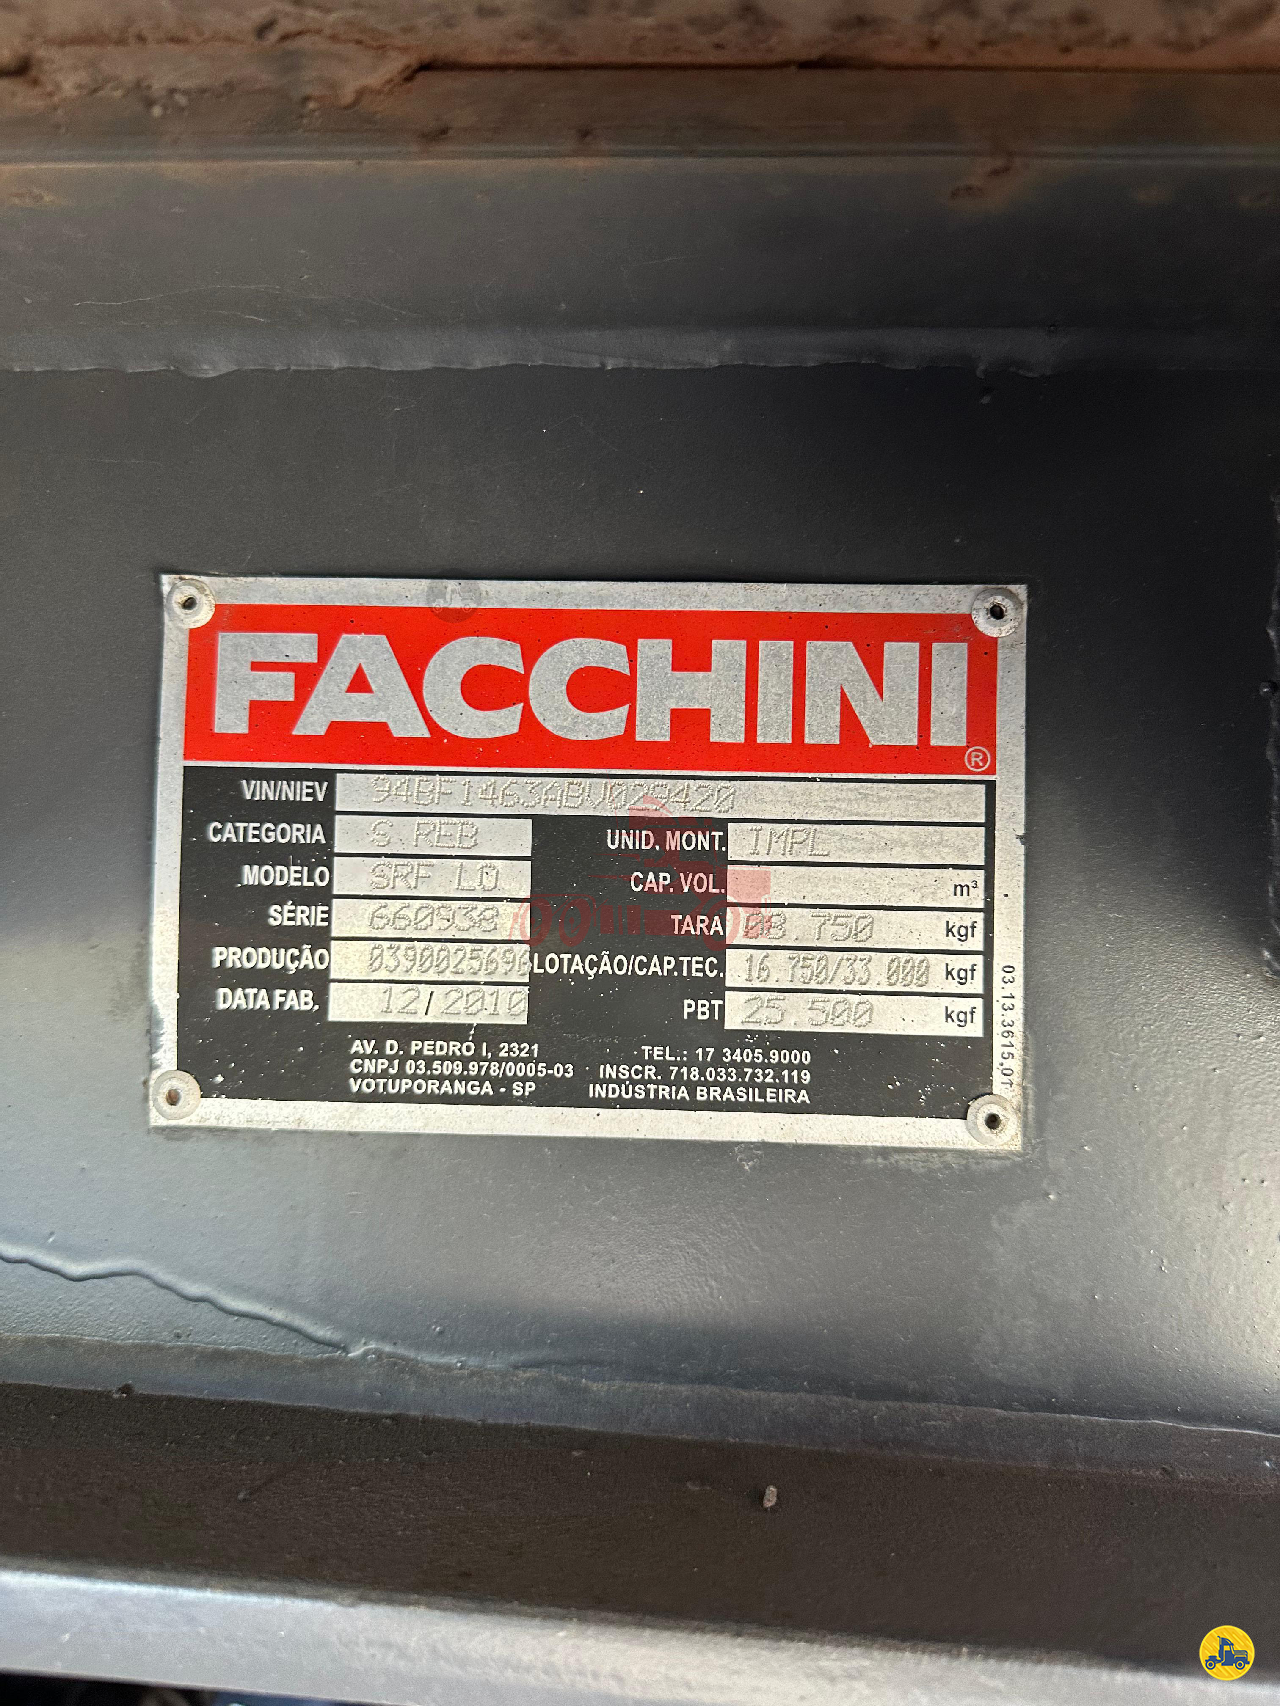 FACCHINI
®
VIN/NIEV 94BF1463ABV029420
CATEGORIA S.REB UNID. MONT. IMPL
MODELO SRF LO CAP. VOL. m³
SÉRIE 660938 TARA 08 750 kgf
PRODUÇÃO 0390025696 LOTAÇÃO/CAP.TEC. 16.750/33.000 kgf
DATA FAB. 12/2010 PBT 25.500 kgf
AV. D. PEDRO I, 2321 TEL.: 17 3405.9000
CNPJ 03.509.978/0005-03 INSCR. 718.033.732.119
VOTUPORANGA - SP INDÚSTRIA BRASILEIRA
03.13.3615.01